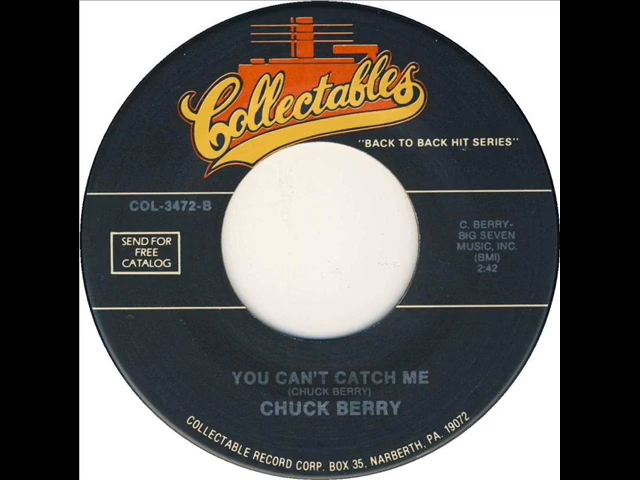 Collectables
"BACK TO BACK HIT SERIES"
COL-3472-B
SEND FOR
FREE
CATALOG
C. BERRY-
BIG SEVEN
MUSIC, INC.
(BMI)
2:42
YOU CAN'T CATCH ME
(CHUCK BERRY)
CHUCK BERRY
COLLECTABLE RECORD CORP. BOX 35, NARBERTH, PA. 19072